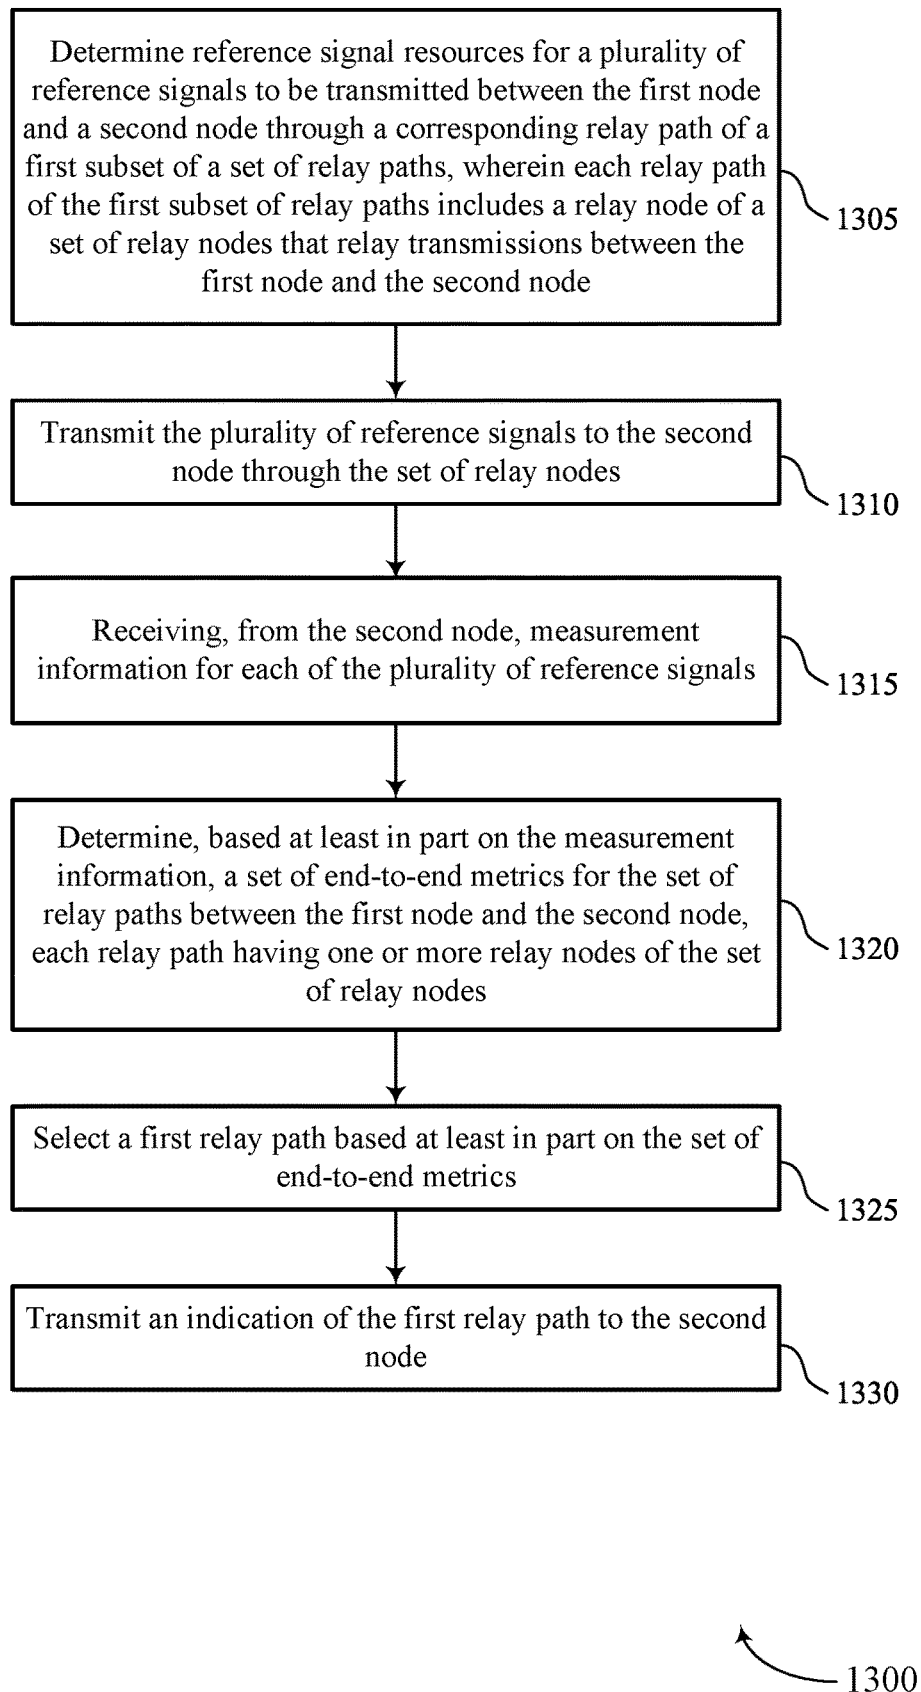 Determine reference signal resources for a plurality of
reference signals to be transmitted between the first node
and a second node through a corresponding relay path of a
first subset of a set of relay paths, wherein each relay path
of the first subset of relay paths includes a relay node of a
set of relay nodes that relay transmissions between the
first node and the second node
1305
Transmit the plurality of reference signals to the second
node through the set of relay nodes
1310
Receiving, from the second node, measurement
information for each of the plurality of reference signals
1315
Determine, based at least in part on the measurement
information, a set of end-to-end metrics for the set of
relay paths between the first node and the second node,
each relay path having one or more relay nodes of the set
of relay nodes
1320
Select a first relay path based at least in part on the set of
end-to-end metrics
1325
Transmit an indication of the first relay path to the second
node
1330
1300